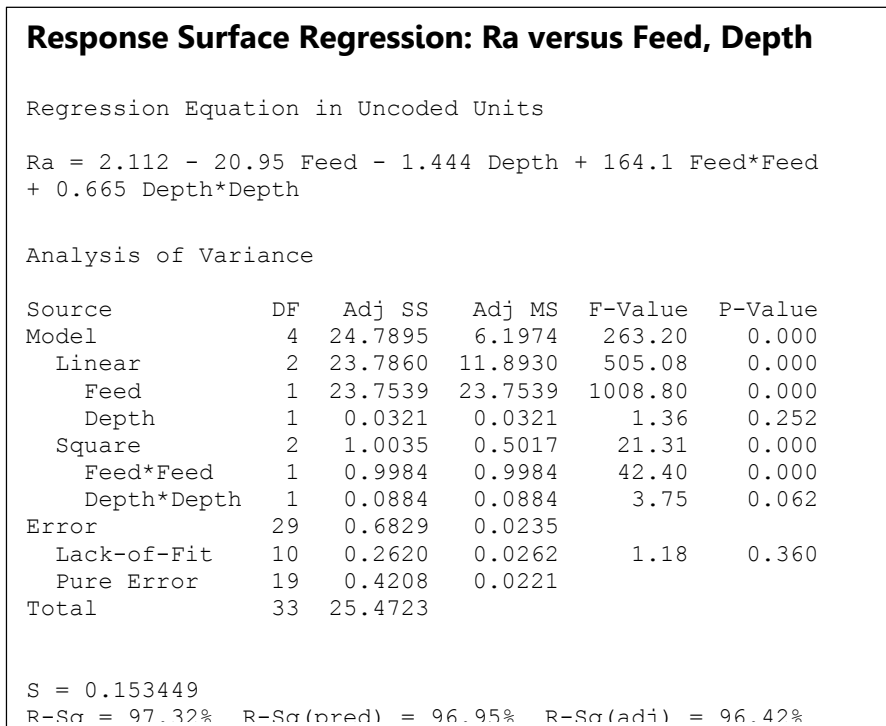 Response Surface Regression: Ra versus Feed, Depth
Regression Equation in Uncoded Units
Ra = 2.112 - 20.95 Feed - 1.444 Depth + 164.1 Feed*Feed
+ 0.665 Depth*Depth
Analysis of Variance
Source DF Adj SS Adj MS F-Value P-Value
Model 4 24.7895 6.1974 263.20 0.000
Linear 2 23.7860 11.8930 505.08 0.000
Feed 1 23.7539 23.7539 1008.80 0.000
Depth 1 0.0321 0.0321 1.36 0.252
Square 2 1.0035 0.5017 21.31 0.000
Feed*Feed 1 0.9984 0.9984 42.40 0.000
Depth*Depth 1 0.0884 0.0884 3.75 0.062
Error 29 0.6829 0.0235
Lack-of-Fit 10 0.2620 0.0262 1.18 0.360
Pure Error 19 0.4208 0.0221
Total 33 25.4723
S = 0.153449
R-Sq = 97.32% R-Sq(pred) = 96.95% R-Sq(adj) = 96.42%